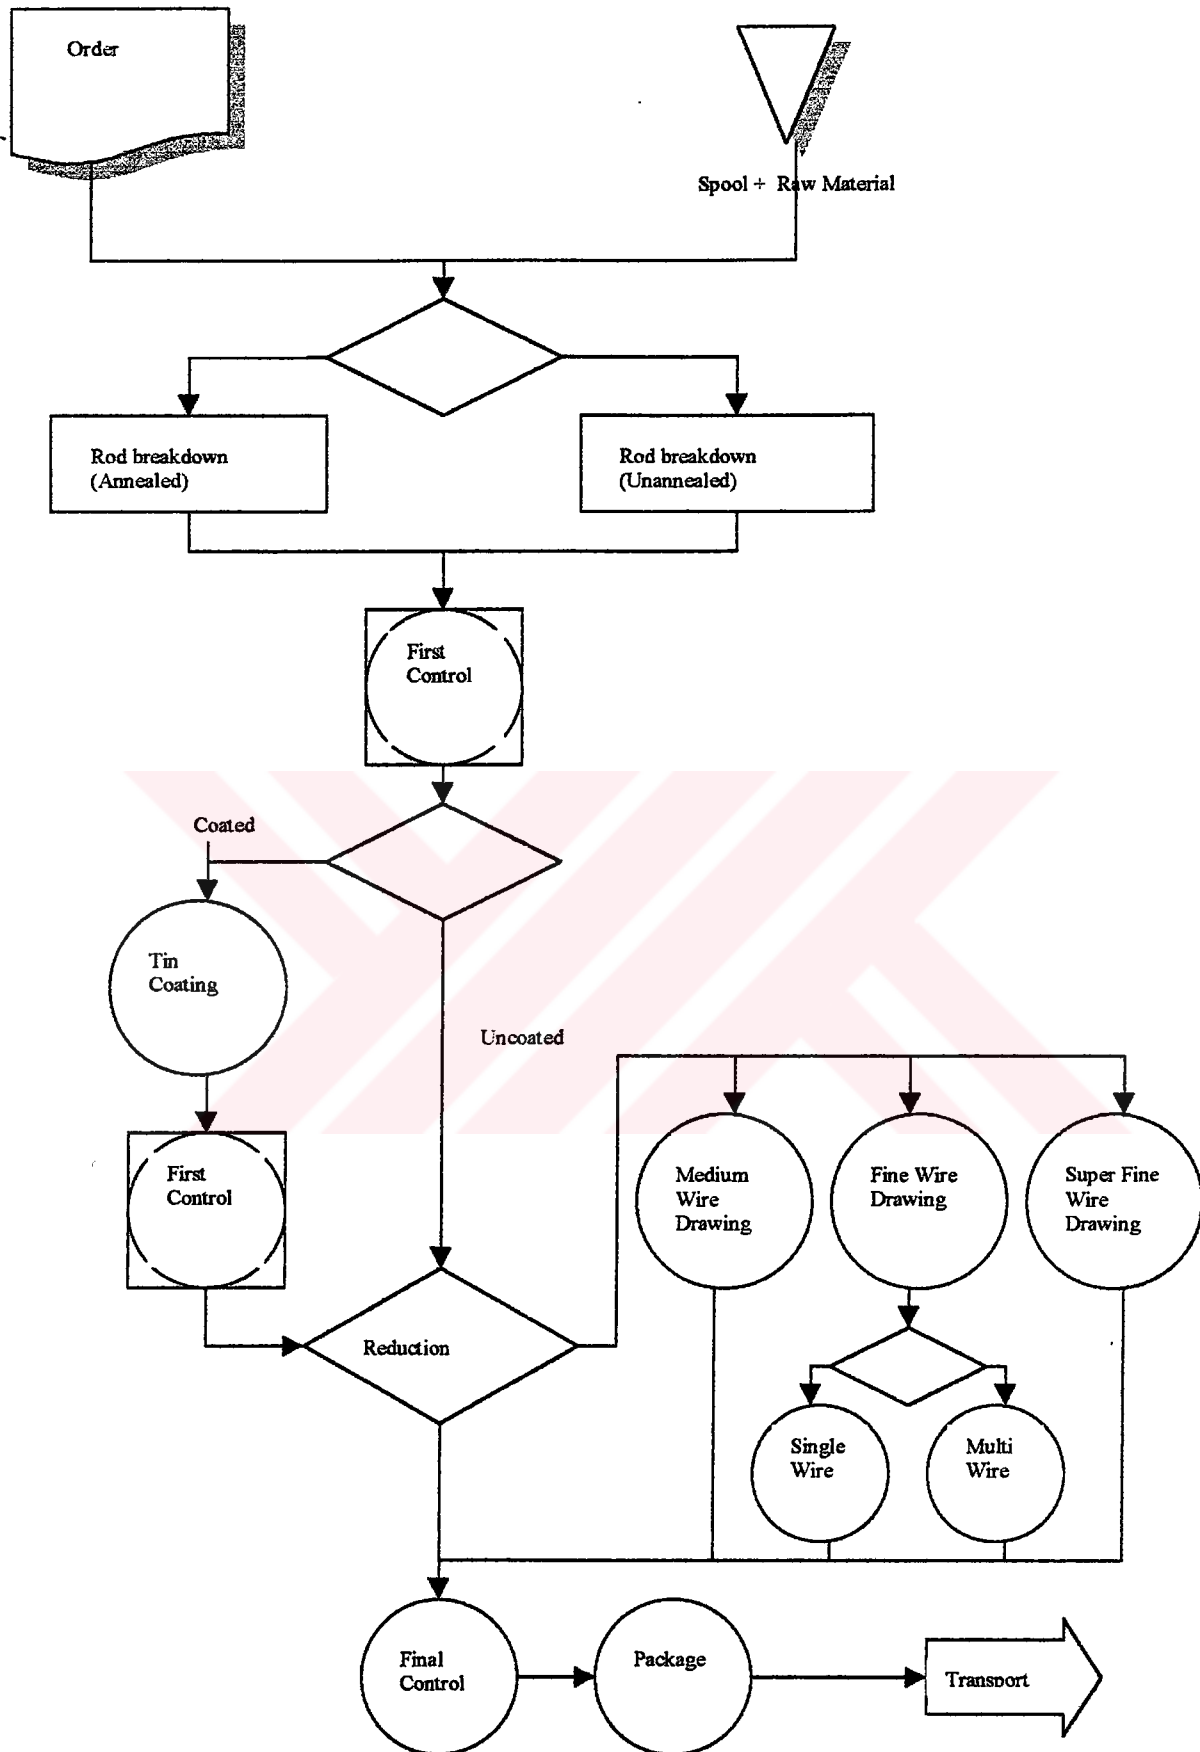 Order
Spool + Raw Material
Rod breakdown
(Annealed)
Rod breakdown
(Unannealed)
First
Control
Coated
Tin
Coating
Uncoated
First
Control
Medium
Wire
Drawing
Fine Wire
Drawing
Super Fine
Wire
Drawing
Reduction
Single
Wire
Multi
Wire
Final
Control
Package
Transport